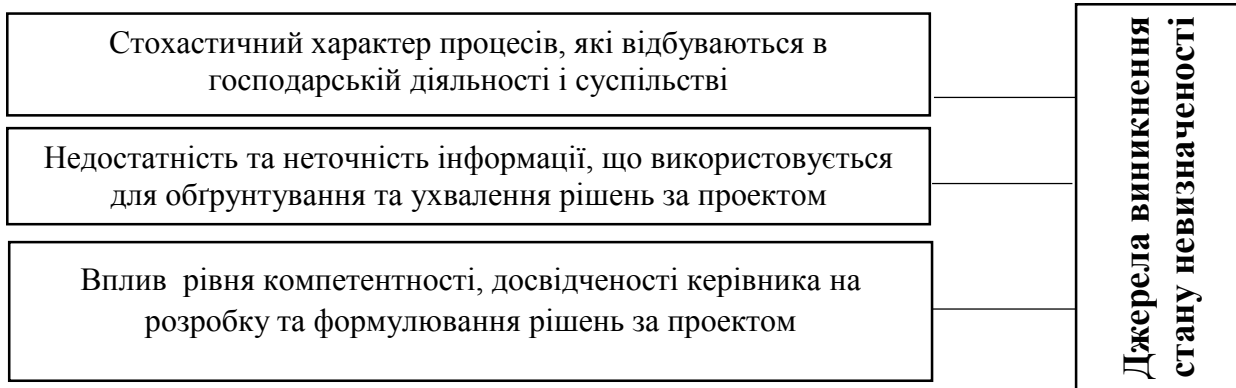 Стохастичний характер процесів, які відбуваються в
господарській діяльності і суспільстві
Недостатність та неточність інформації, що використовується
для обґрунтування та ухвалення рішень за проектом
Вплив рівня компетентності, досвідченості керівника на
розробку та формулювання рішень за проектом
Джерела виникнення
стану невизначеності